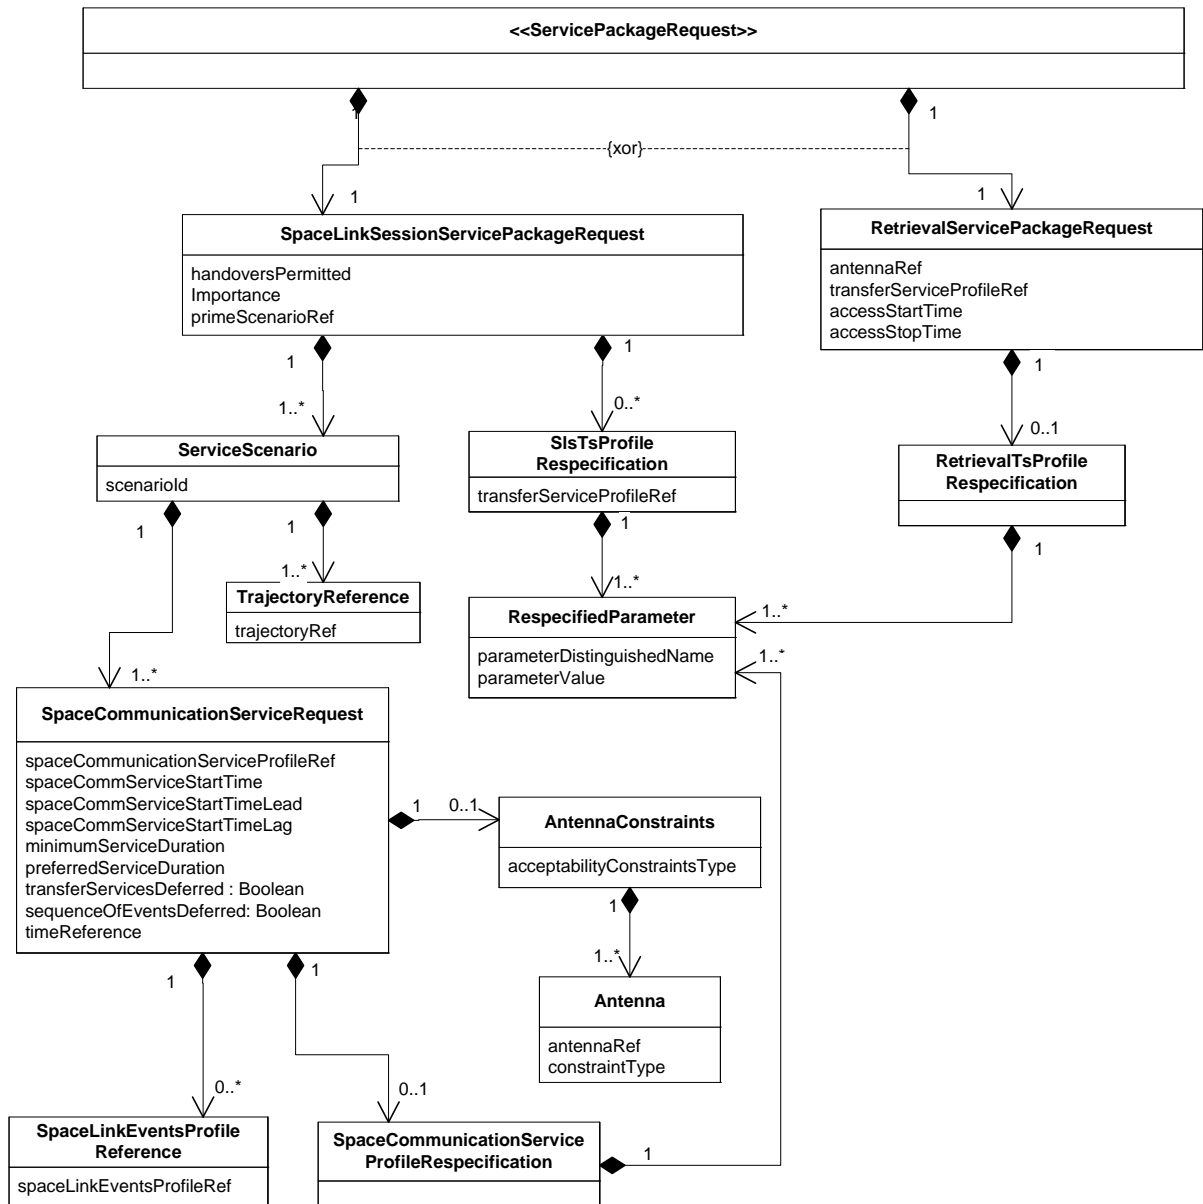 <<ServicePackageRequest>>
1
1
{xor}
1
1
SpaceLinkSessionServicePackageRequest
handoversPermitted
Importance
primeScenarioRef
RetrievalServicePackageRequest
antennaRef
transferServiceProfileRef
accessStartTime
accessStopTime
1
1
1
1..*
0..*
0..1
ServiceScenario
scenarioId
SlsTsProfile
Respecification
transferServiceProfileRef
RetrievalTsProfile
Respecification
1
1
1
1
1..*
1..*
TrajectoryReference
trajectoryRef
RespecifiedParameter
parameterDistinguishedName
parameterValue
1..*
1..*
1..*
SpaceCommunicationServiceRequest
spaceCommunicationServiceProfileRef
spaceCommServiceStartTime
spaceCommServiceStartTimeLead
spaceCommServiceStartTimeLag
minimumServiceDuration
preferredServiceDuration
transferServicesDeferred : Boolean
sequenceOfEventsDeferred: Boolean
timeReference
1
0..1
AntennaConstraints
acceptabilityConstraintsType
1
1..*
Antenna
antennaRef
constraintType
1
1
0..*
0..1
SpaceLinkEventsProfile
Reference
spaceLinkEventsProfileRef
SpaceCommunicationService
ProfileRespecification
1